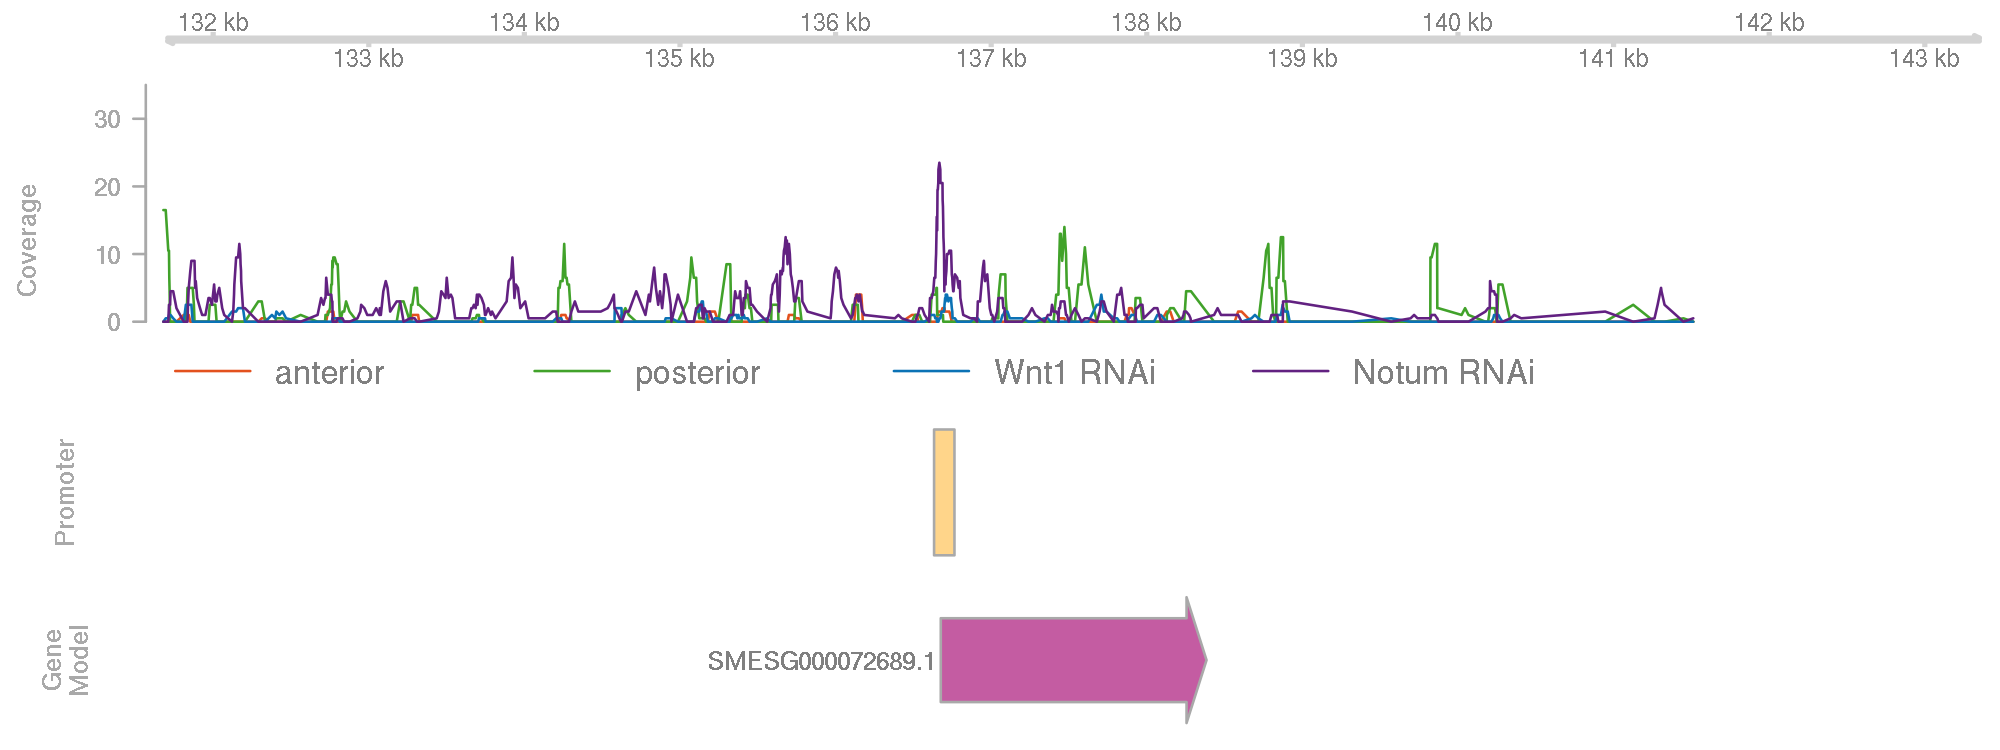 132 kb 134 kb 136 kb 138 kb 140 kb 142 kb
133 kb 135 kb 137 kb 139 kb 141 kb 143 kb
30
20
10
0
Coverage
anterior posterior Wnt1 RNAi Notum RNAi
Promoter
Gene
Model
SMESG000072689.1